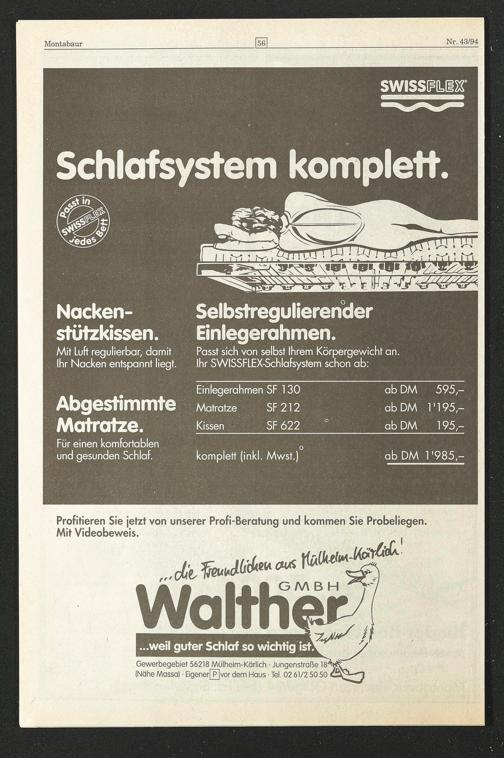 Montabaur 56 Nr. 43/94
SWISSFLEX
Schlafsystem komplett.
Passt in
SWISSFLEX
Jedes Bett
Nacken-
stützkissen.
Mit Luft regulierbar, damit
Ihr Nacken entspannt liegt.
Abgestimmte
Matratze.
Für einen komfortablen
und gesunden Schlaf.
Selbstregulierender
Einlegerahmen.
Passt sich von selbst Ihrem Körpergewicht an.
Ihr SWISSFLEX-Schlafsystem schon ab:
Einlegerahmen SF 130 ab DM 595,–
Matratze SF 212 ab DM 1'195,–
Kissen SF 622 ab DM 195,–
komplett (inkl. Mwst.) ab DM 1'985,–
Profitieren Sie jetzt von unserer Profi-Beratung und kommen Sie Probeliegen.
Mit Videobeweis.
...die Freundlichen aus Mülheim-Kärlich!
GMBH
Walther
...weil guter Schlaf so wichtig ist.
Gewerbegebiet 56218 Mülheim-Kärlich · Jungenstraße 18
(Nähe Massa) · Eigener P vor dem Haus · Tel. 02 61/2 50 50